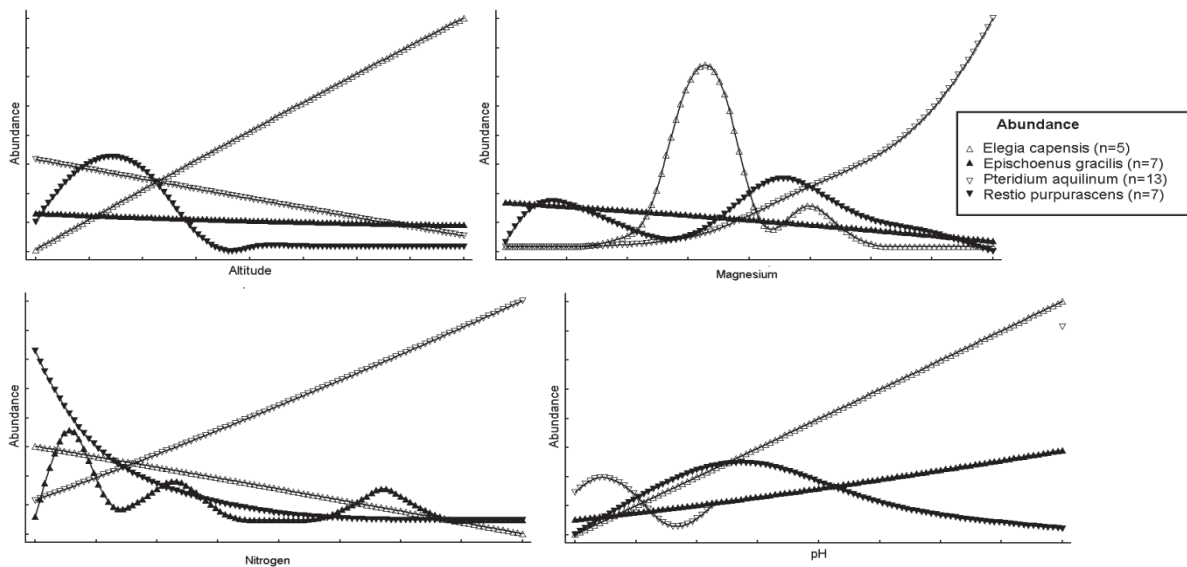 Abundance
Altitude
Abundance
Magnesium
Abundance
Elegia capensis (n=5)
Epischoenus gracilis (n=7)
Pteridium aquilinum (n=13)
Restio purpurascens (n=7)
Abundance
Nitrogen
Abundance
pH